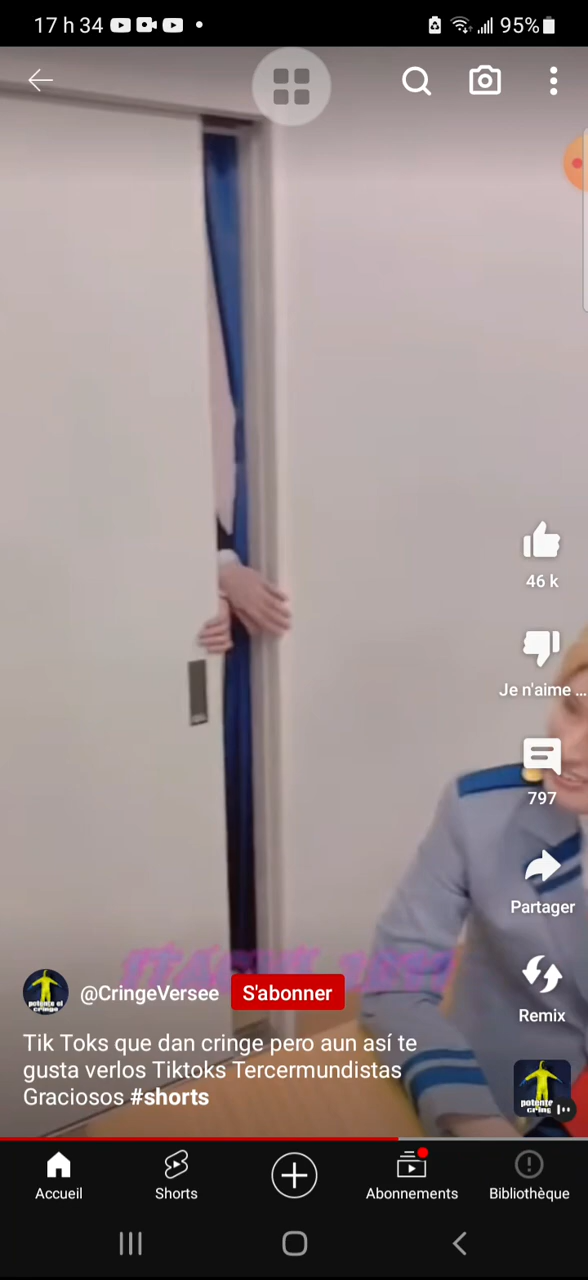 17 h 34
95%
46 k
Je n'aime ...
797
Partager
@CringeVersee
S'abonner
Remix
Tik Toks que dan cringe pero aun así te
gusta verlos Tiktoks Tercermundistas
Graciosos #shorts
Accueil
Shorts
Abonnements
Bibliothèque